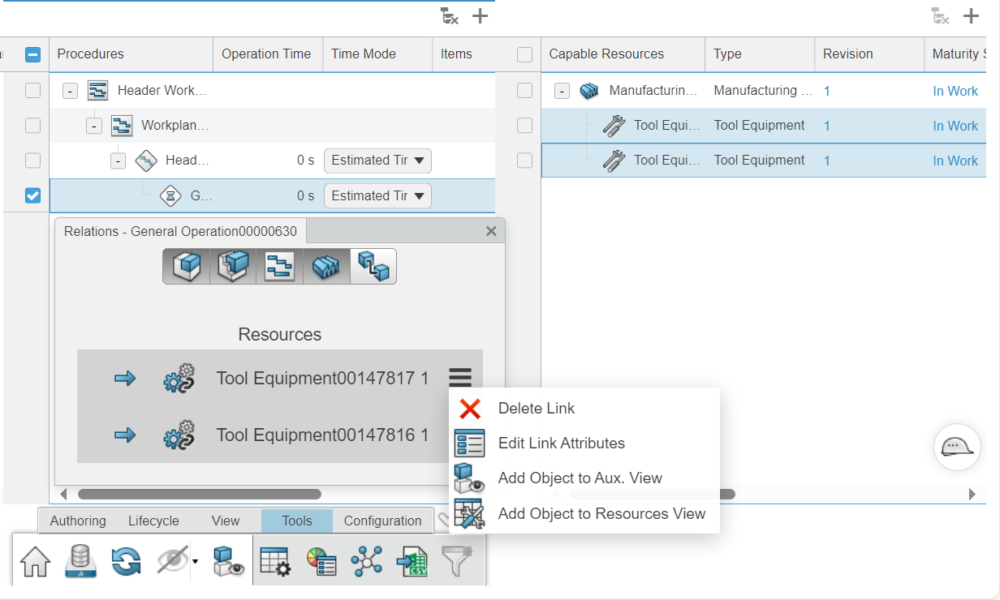 Procedures Operation Time Time Mode Items
Capable Resources Type Revision Maturity S
- Header Work...
- Manufacturin... Manufacturing ... 1 In Work
- Workplan...
Tool Equi... Tool Equipment 1 In Work
- Head... 0 s Estimated Tir
Tool Equi... Tool Equipment 1 In Work
G... 0 s Estimated Tir
Relations - General Operation00000630
Resources
Tool Equipment00147817 1
Tool Equipment00147816 1
Delete Link
Edit Link Attributes
Add Object to Aux. View
Add Object to Resources View
Authoring Lifecycle View Tools Configuration
CSV